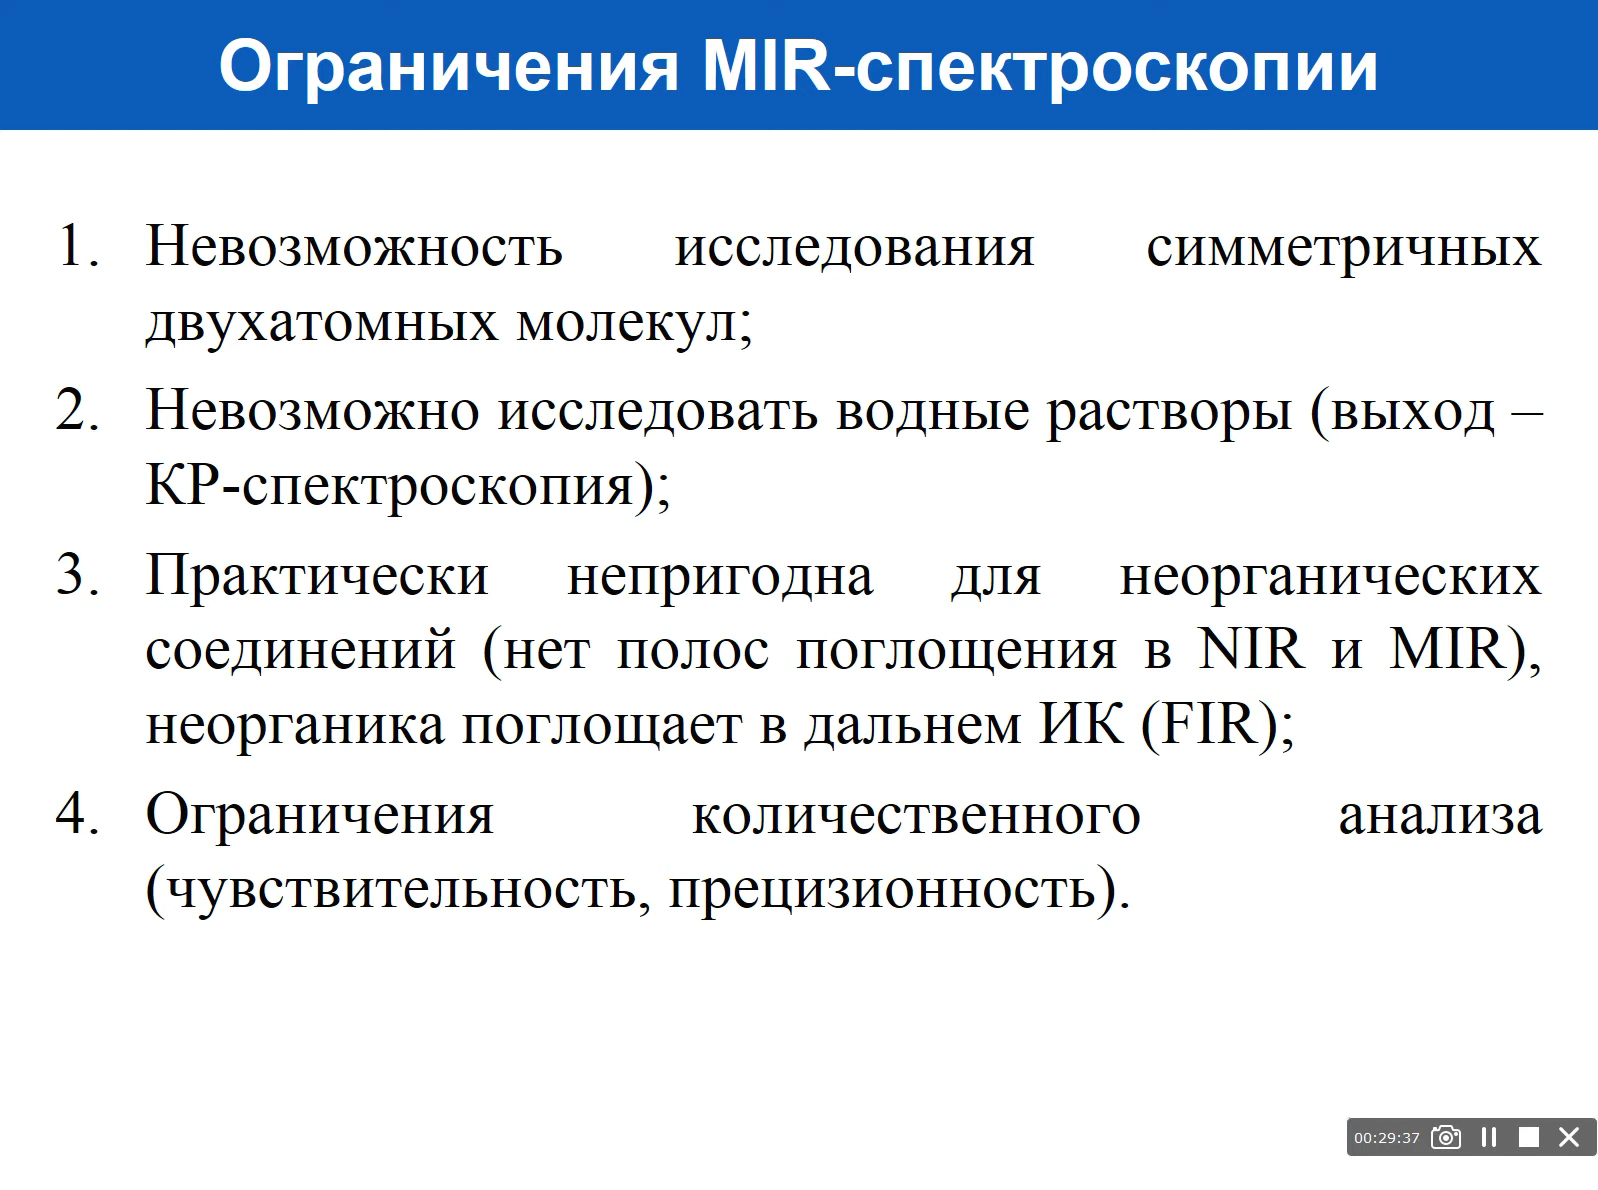 Ограничения MIR-спектроскопии
1. Невозможность исследования симметричных
двухатомных молекул;
2. Невозможно исследовать водные растворы (выход –
КР-спектроскопия);
3. Практически непригодна для неорганических
соединений (нет полос поглощения в NIR и MIR),
неорганика поглощает в дальнем ИК (FIR);
4. Ограничения количественного анализа
(чувствительность, прецизионность).
00:29:37